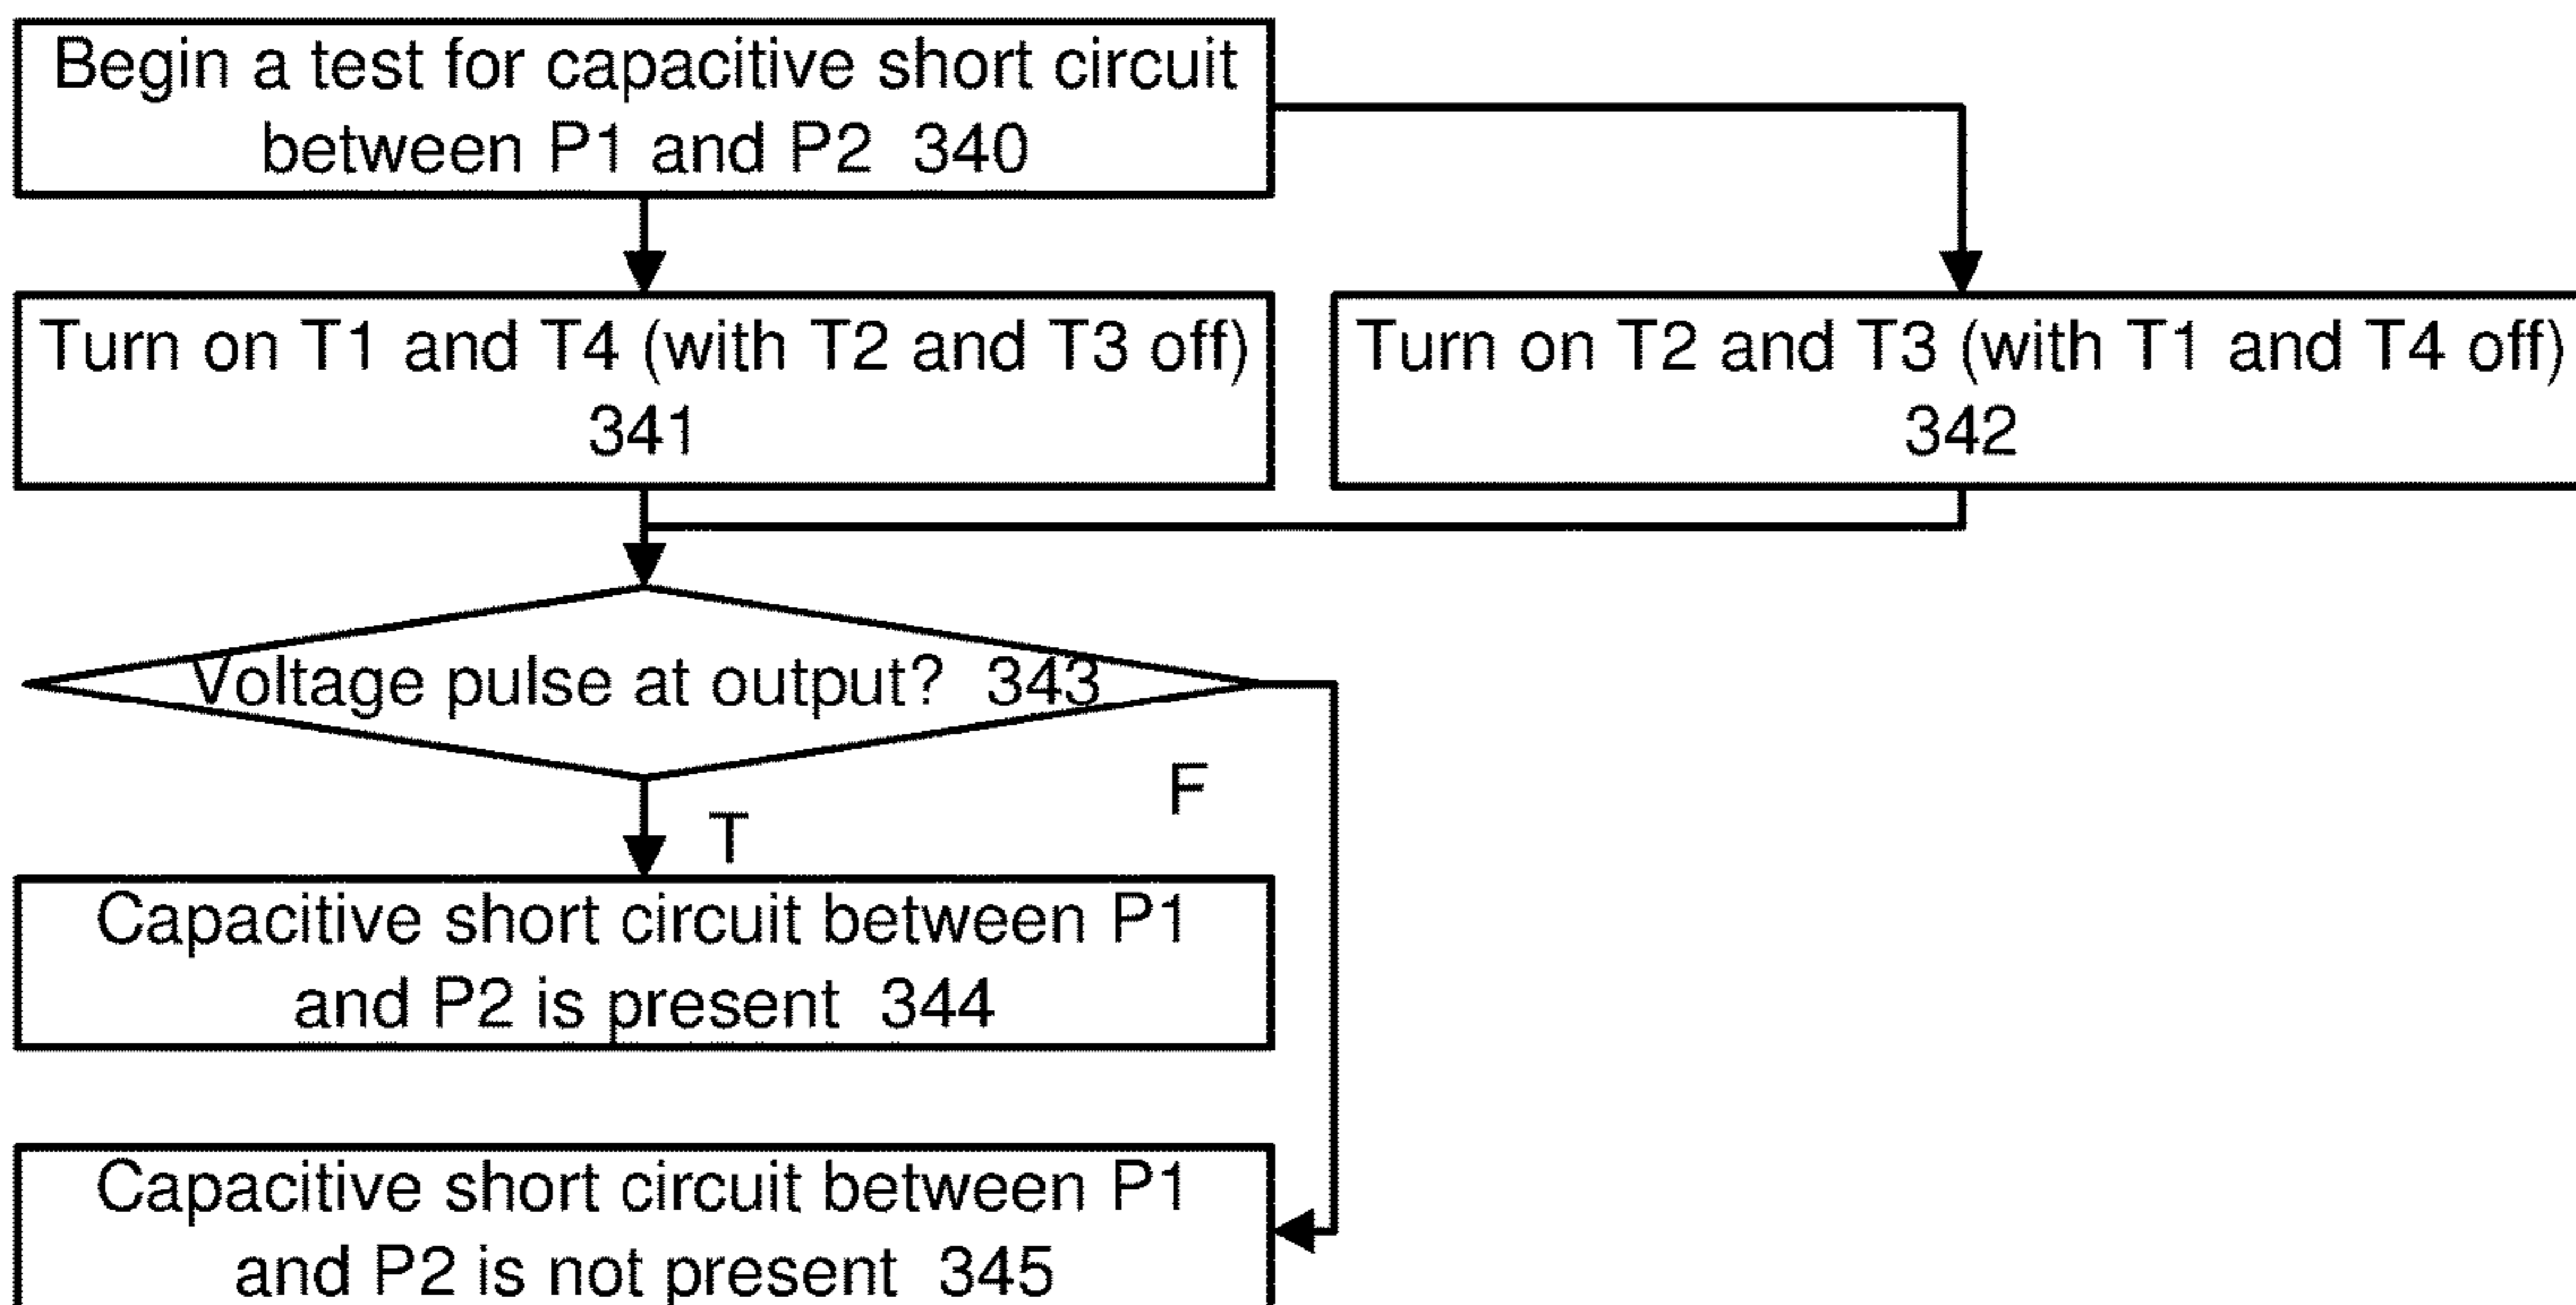 Begin a test for capacitive short circuit
between P1 and P2 340
Turn on T1 and T4 (with T2 and T3 off)
341
Turn on T2 and T3 (with T1 and T4 off)
342
Voltage pulse at output? 343
F
T
Capacitive short circuit between P1
and P2 is present 344
Capacitive short circuit between P1
and P2 is not present 345